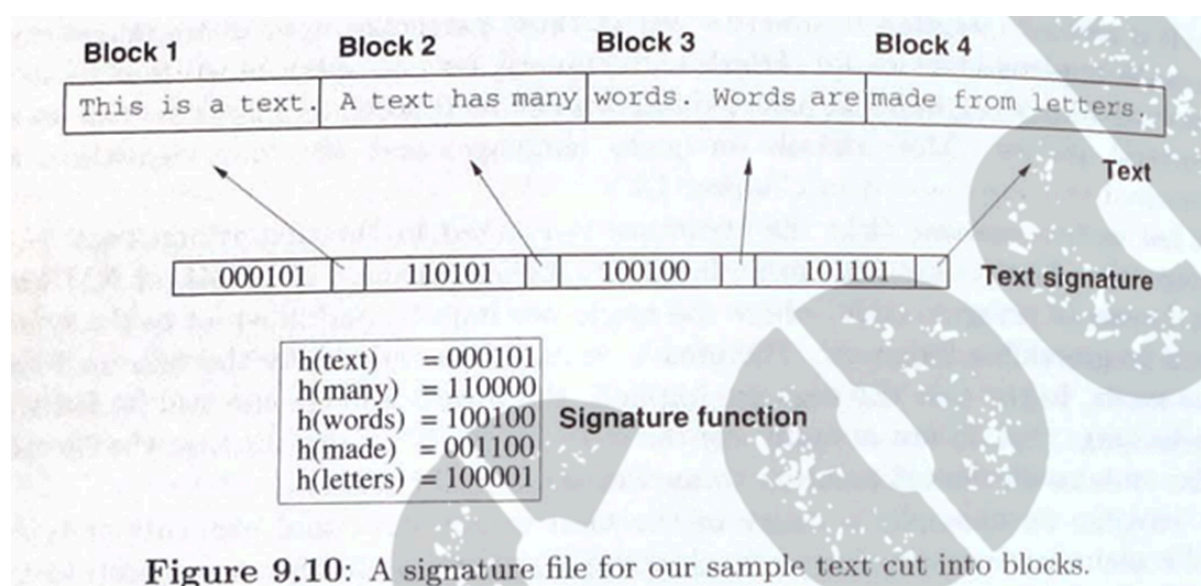 Block 1 Block 2 Block 3 Block 4
This is a text. A text has many words. Words are made from letters.
Text
000101 110101 100100 101101 Text signature
h(text) = 000101
h(many) = 110000
h(words) = 100100 Signature function
h(made) = 001100
h(letters) = 100001
Figure 9.10: A signature file for our sample text cut into blocks.